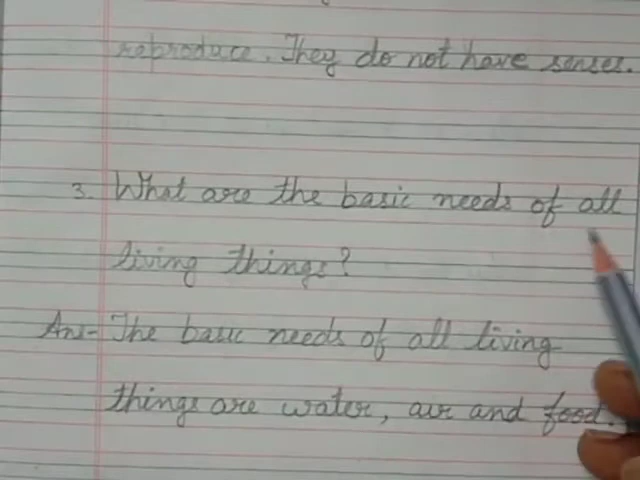 reproduce. They do not have senses.
3. What are the basic needs of all
living things?
Ans- The basic needs of all living
things are water, air and food.